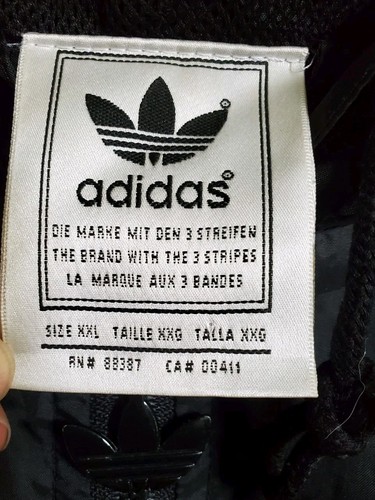 adidas®
DIE MARKE MIT DEN 3 STREIFEN
THE BRAND WITH THE 3 STRIPES
LA MARQUE AUX 3 BANDES
SIZE XXL TAILLE XXG TALLA XXG
RN# 88387 CA# 00411